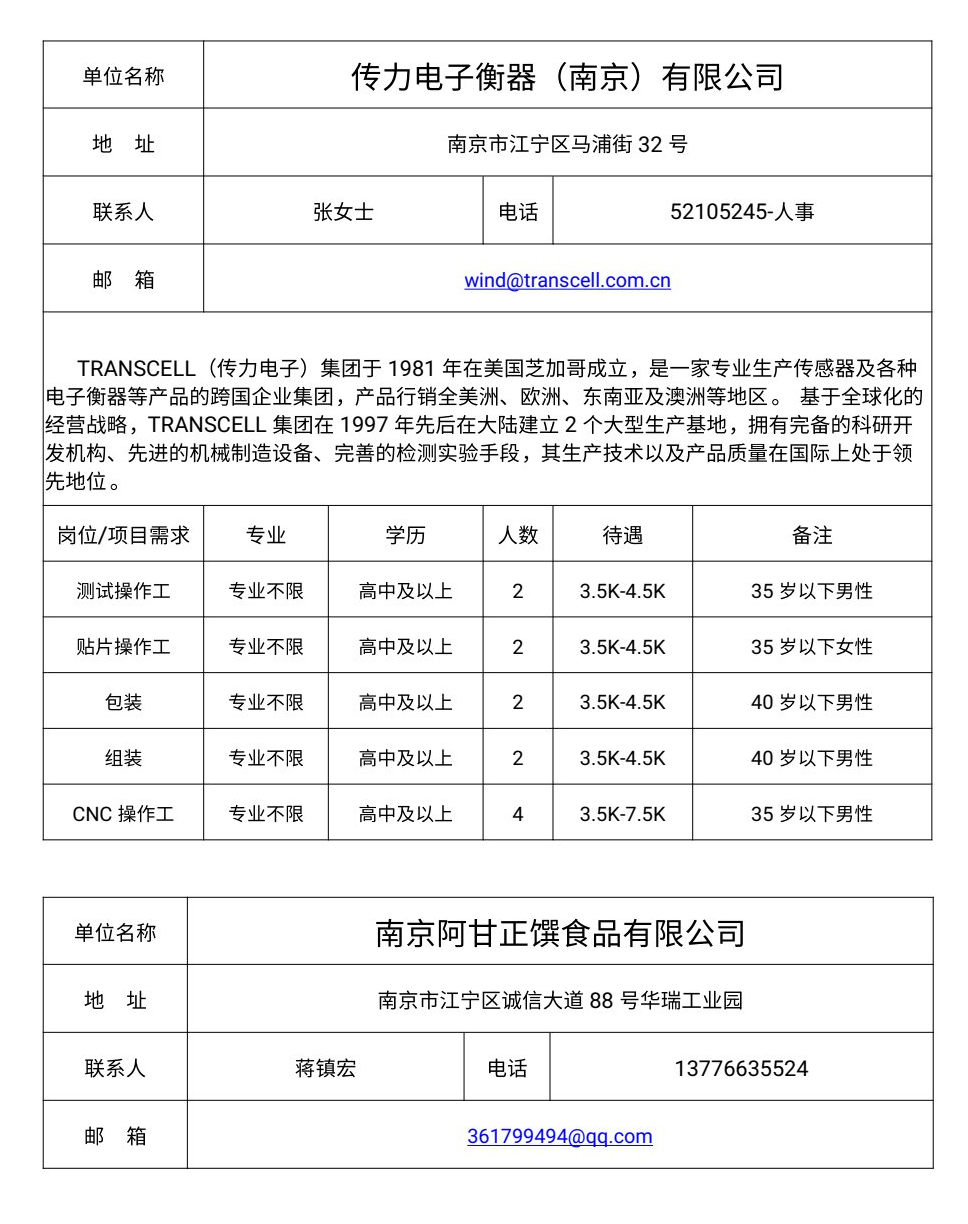 单位名称 传力电子衡器（南京）有限公司
地 址 南京市江宁区马浦街 32 号
联系人 张女士 电话 52105245-人事
邮 箱 wind@transcell.com.cn
TRANSCELL（传力电子）集团于 1981 年在美国芝加哥成立，是一家专业生产传感器及各种
电子衡器等产品的跨国企业集团，产品行销全美洲、欧洲、东南亚及澳洲等地区。 基于全球化的
经营战略，TRANSCELL 集团在 1997 年先后在大陆建立 2 个大型生产基地，拥有完备的科研开
发机构、先进的机械制造设备、完善的检测实验手段，其生产技术以及产品质量在国际上处于领
先地位。
岗位/项目需求 专业 学历 人数 待遇 备注
测试操作工 专业不限 高中及以上 2 3.5K-4.5K 35 岁以下男性
贴片操作工 专业不限 高中及以上 2 3.5K-4.5K 35 岁以下女性
包装 专业不限 高中及以上 2 3.5K-4.5K 40 岁以下男性
组装 专业不限 高中及以上 2 3.5K-4.5K 40 岁以下男性
CNC 操作工 专业不限 高中及以上 4 3.5K-7.5K 35 岁以下男性
单位名称 南京阿甘正馔食品有限公司
地 址 南京市江宁区诚信大道 88 号华瑞工业园
联系人 蒋镇宏 电话 13776635524
邮 箱 361799494@qq.com